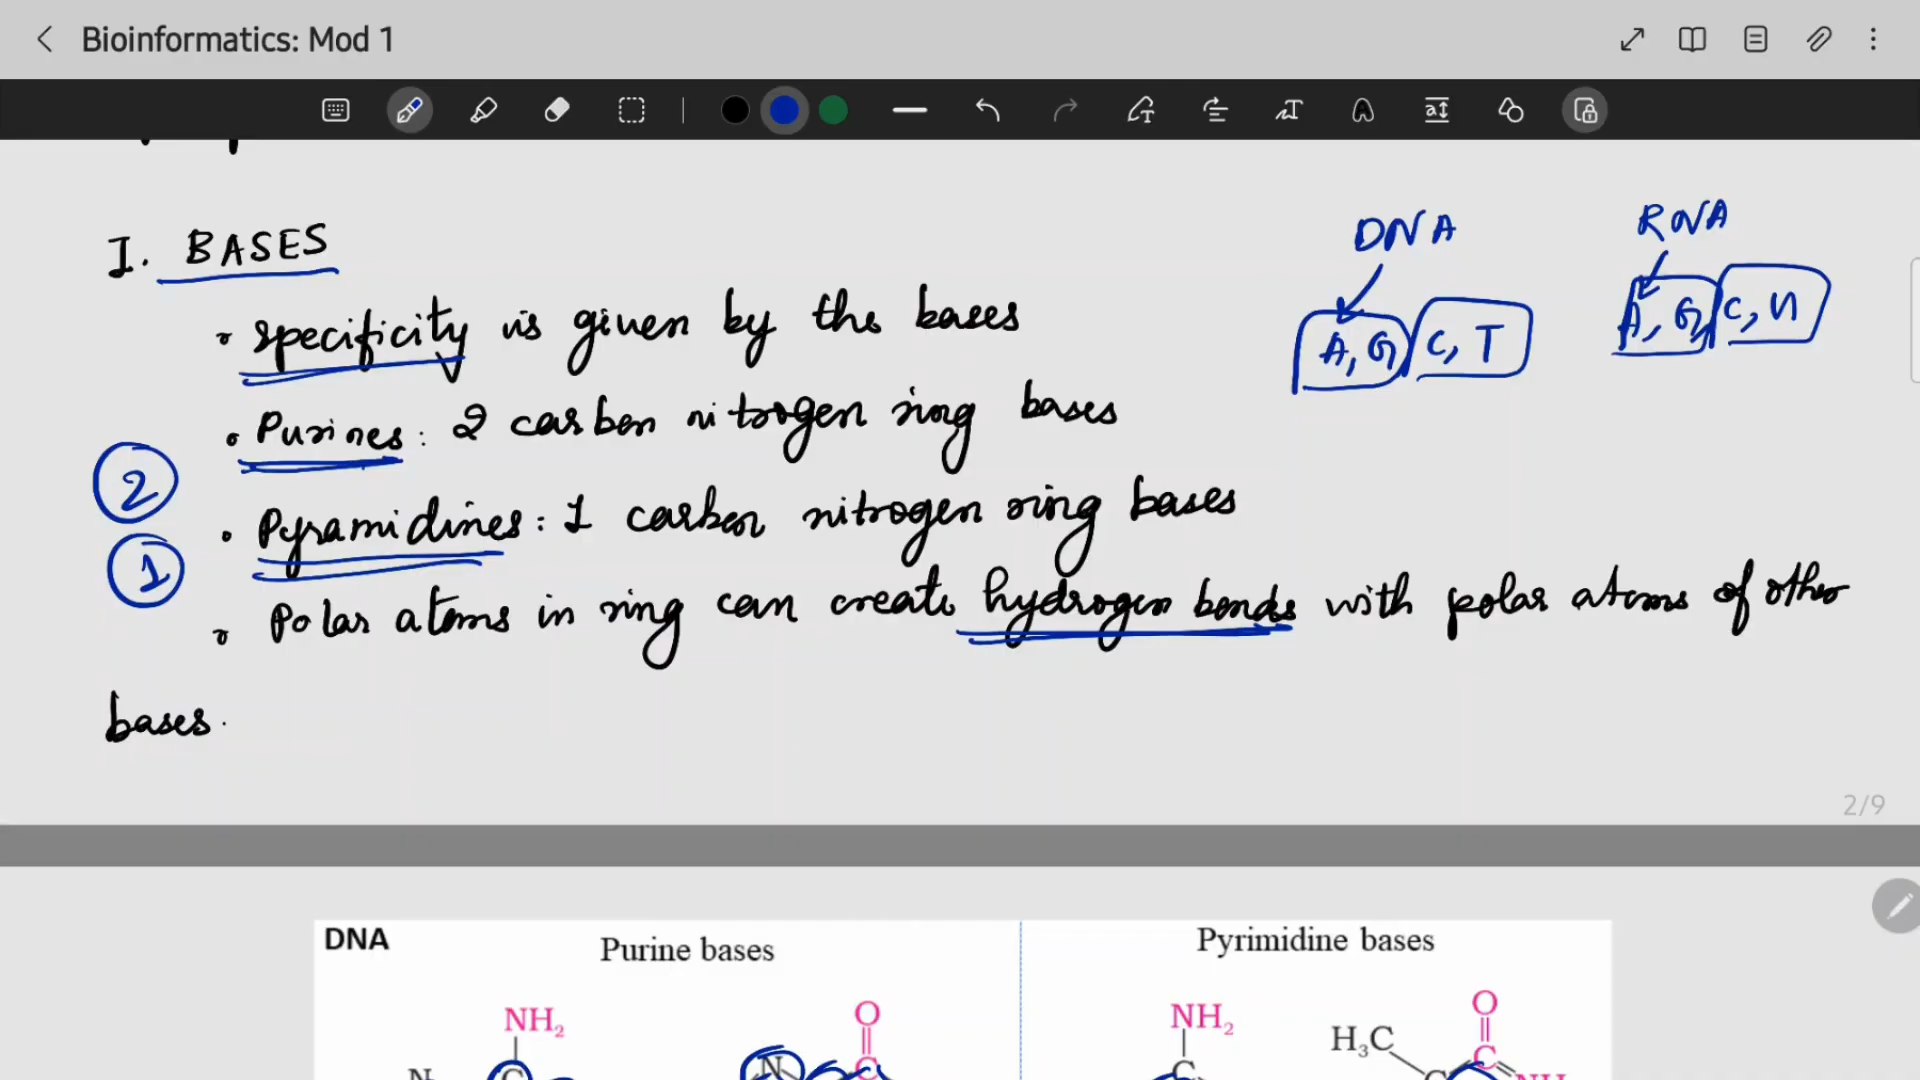 Bioinformatics: Mod 1
I. BASES
DNA
RNA
• specificity is given by the bases
A, G, C, T
A, G, C, U
• Purines: 2 carbon nitrogen ring bases
2
• Pyramidines: 1 carbon nitrogen ring bases
1
• Polar atoms in ring can create hydrogen bonds with polar atoms of other
bases.
2/9
DNA
Purine bases
Pyrimidine bases
NH2
O
NH2
O
H3C
N
C
N
C
C
C
C
NH